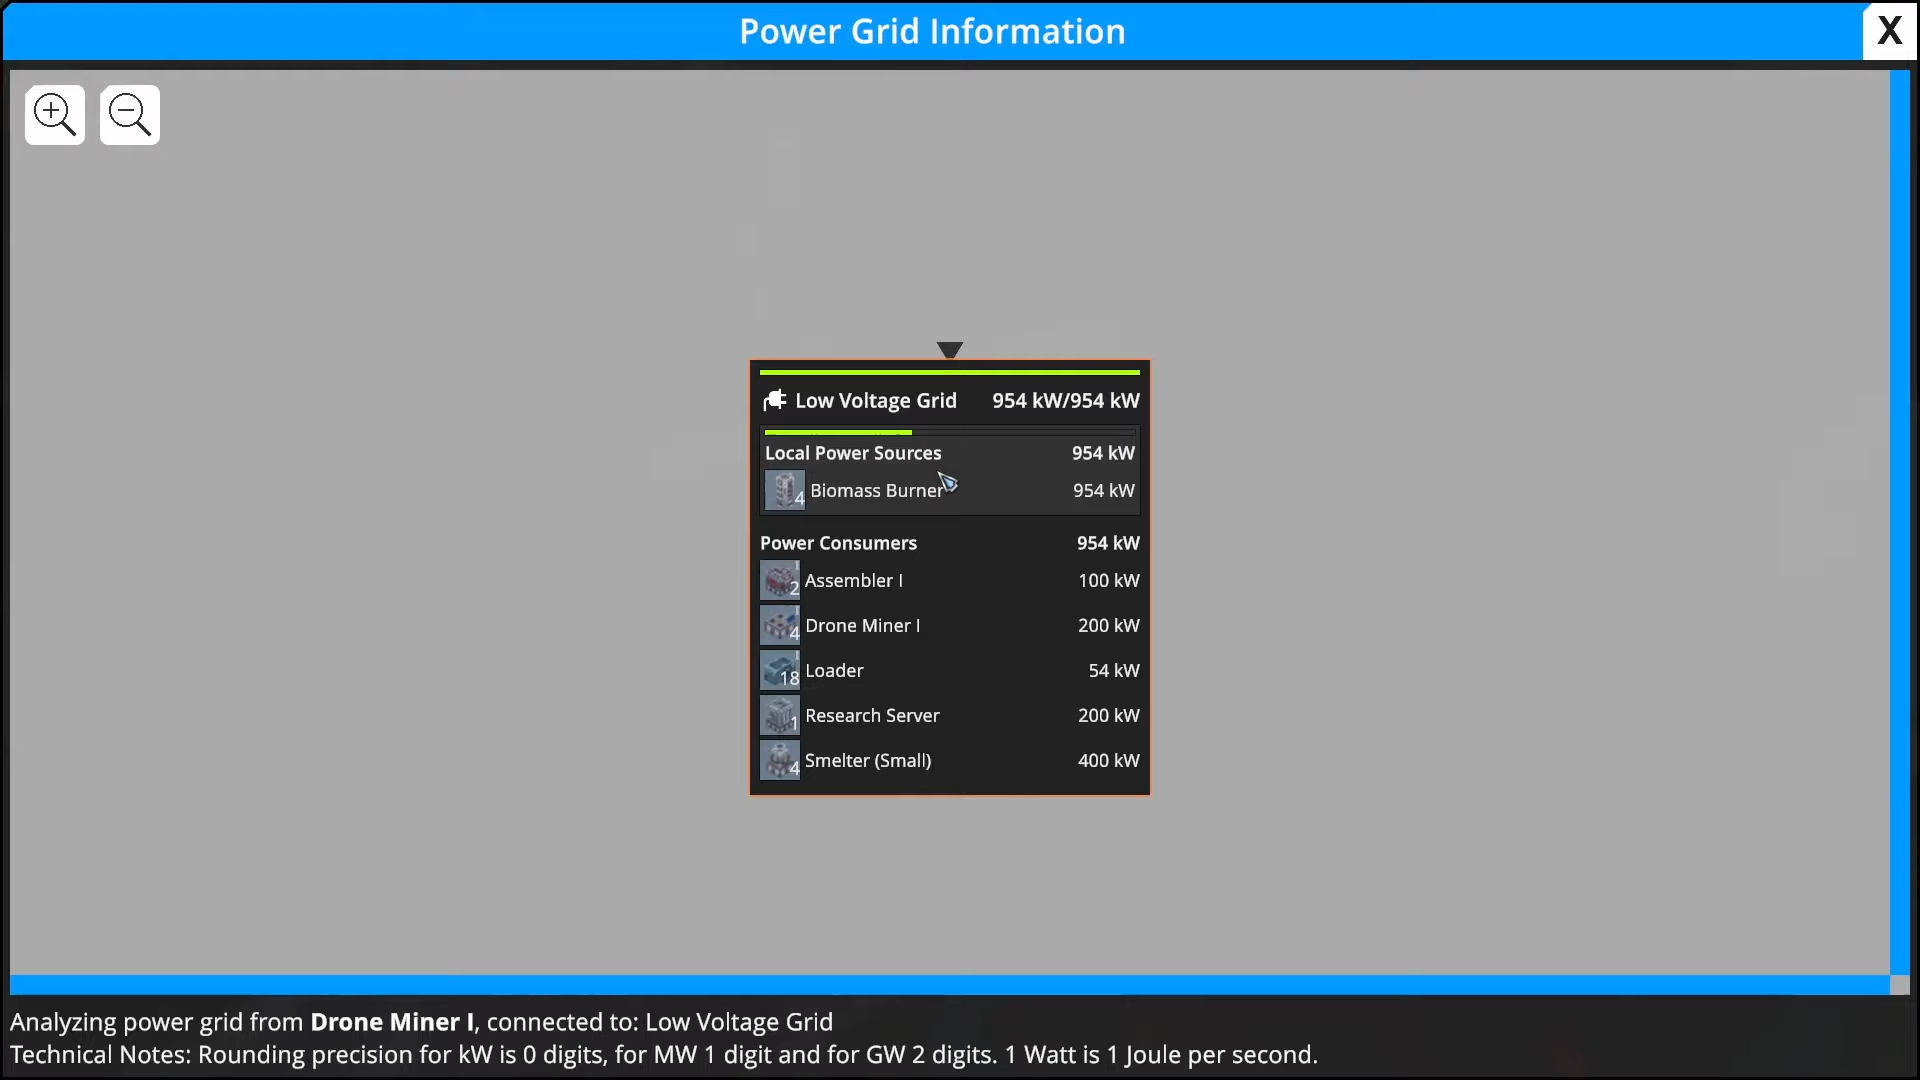 Power Grid Information
X
Low Voltage Grid 954 kW/954 kW
Local Power Sources 954 kW
4 Biomass Burner 954 kW
Power Consumers 954 kW
2 Assembler I 100 kW
4 Drone Miner I 200 kW
18 Loader 54 kW
1 Research Server 200 kW
4 Smelter (Small) 400 kW
Analyzing power grid from Drone Miner I, connected to: Low Voltage Grid
Technical Notes: Rounding precision for kW is 0 digits, for MW 1 digit and for GW 2 digits. 1 Watt is 1 Joule per second.